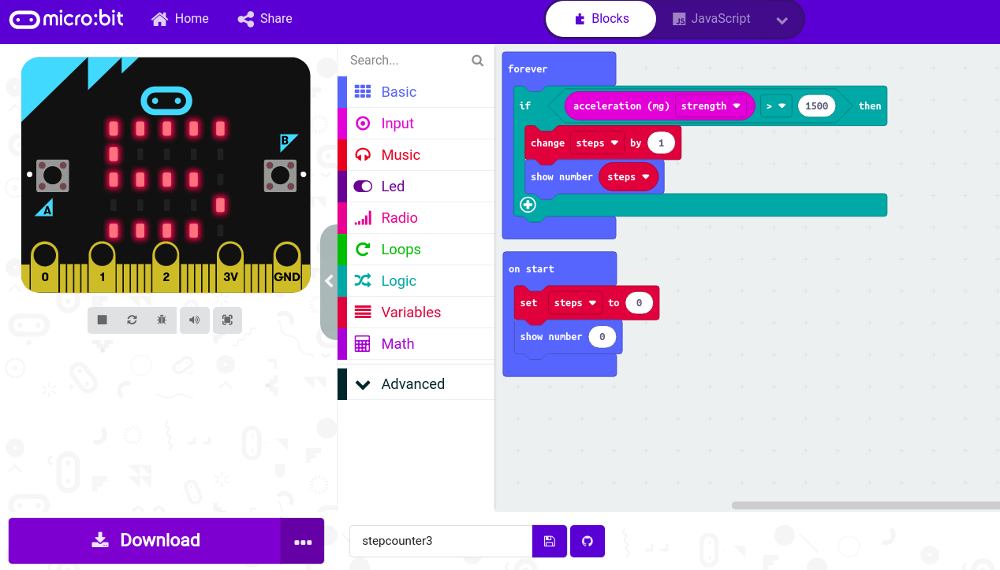 micro:bit Home Share Blocks JavaScript
Search...
Basic
Input
Music
Led
Radio
Loops
Logic
Variables
Math
Advanced
B
A
0 1 2 3V GND
forever
if acceleration (mg) strength > 1500 then
change steps by 1
show number steps
on start
set steps to 0
show number 0
Download ...
stepcounter3